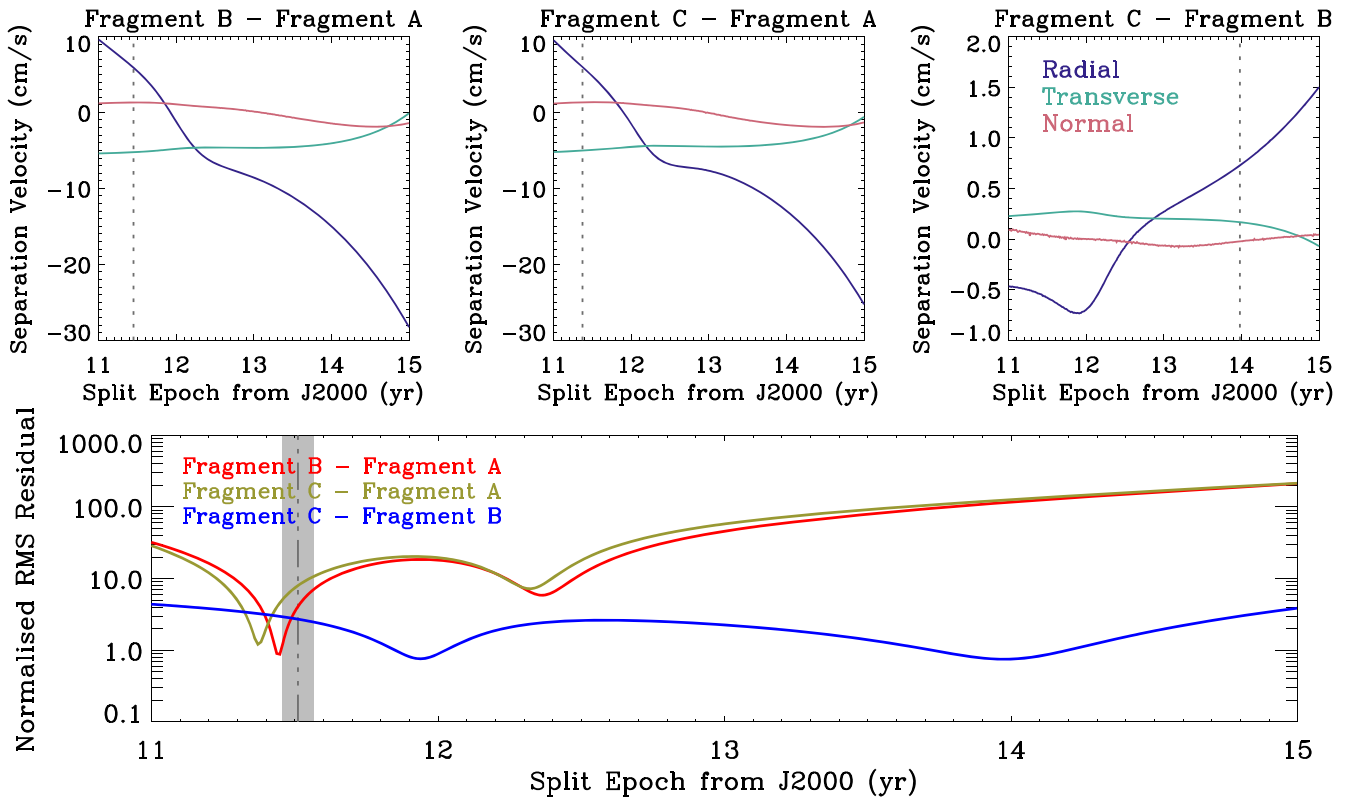 Fragment B − Fragment A
Separation Velocity (cm/s)
10
0
−10
−20
−30
11 12 13 14 15
Split Epoch from J2000 (yr)
Fragment C − Fragment A
Separation Velocity (cm/s)
10
0
−10
−20
−30
11 12 13 14 15
Split Epoch from J2000 (yr)
Fragment C − Fragment B
Separation Velocity (cm/s)
2.0
1.5
1.0
0.5
0.0
−0.5
−1.0
Radial
Transverse
Normal
11 12 13 14 15
Split Epoch from J2000 (yr)
Normalised RMS Residual
1000.0
100.0
10.0
1.0
0.1
Fragment B − Fragment A
Fragment C − Fragment A
Fragment C − Fragment B
11 12 13 14 15
Split Epoch from J2000 (yr)